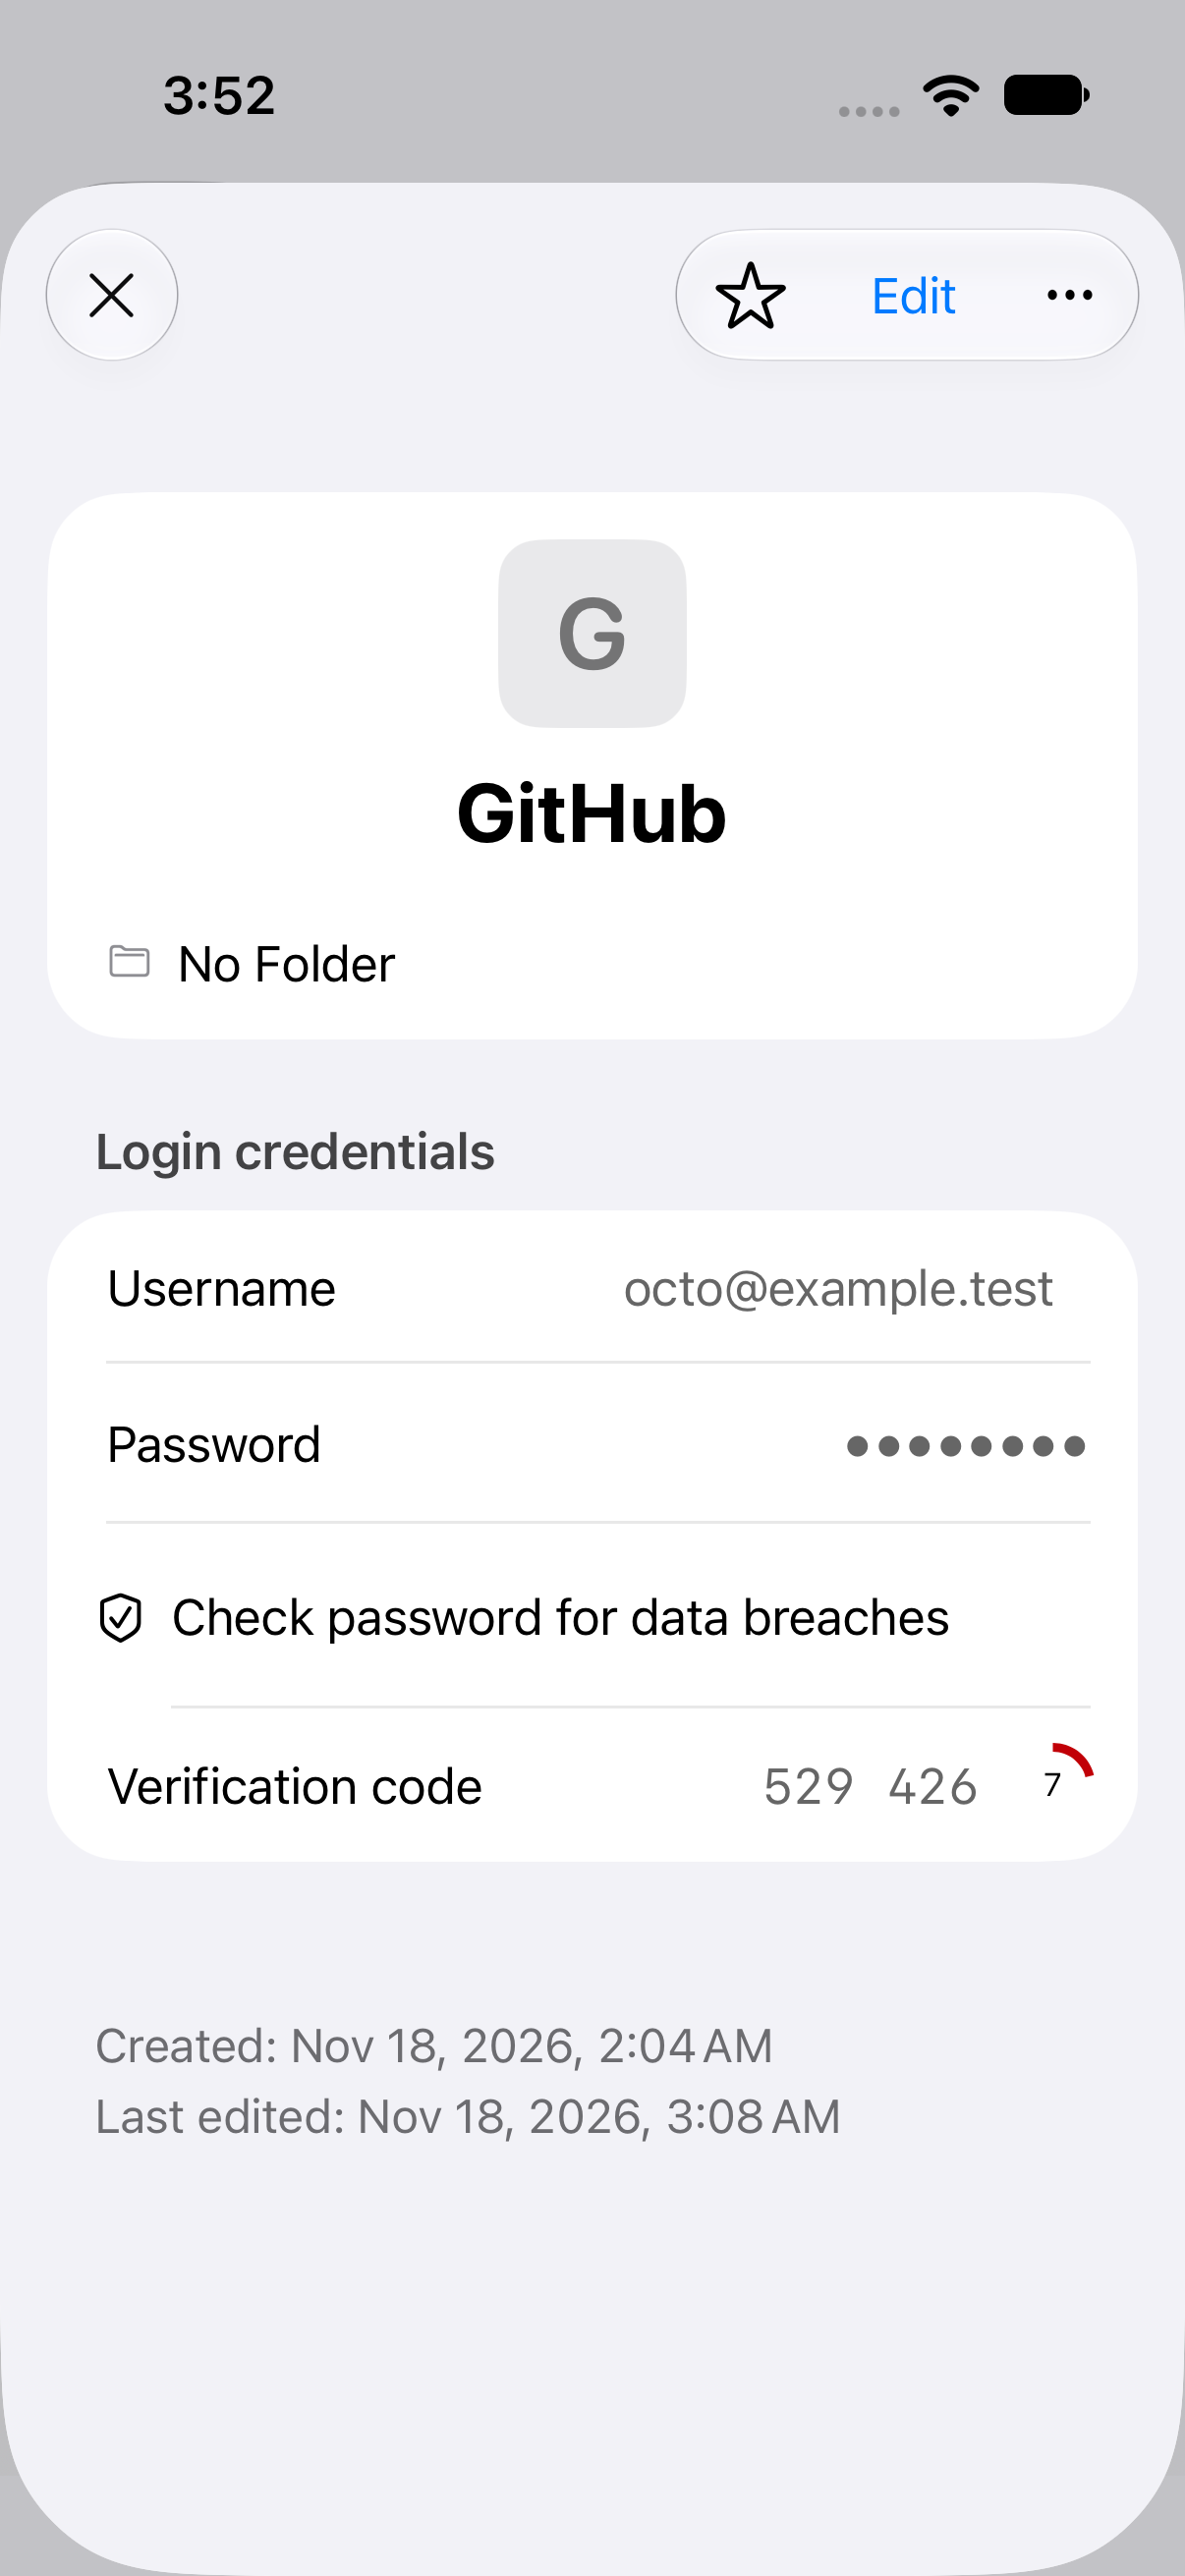 3:52
Edit
G
GitHub
No Folder
Login credentials
Username octo@example.test
Password ••••••••
Check password for data breaches
Verification code 529 426 7
Created: Nov 18, 2026, 2:04 AM
Last edited: Nov 18, 2026, 3:08 AM